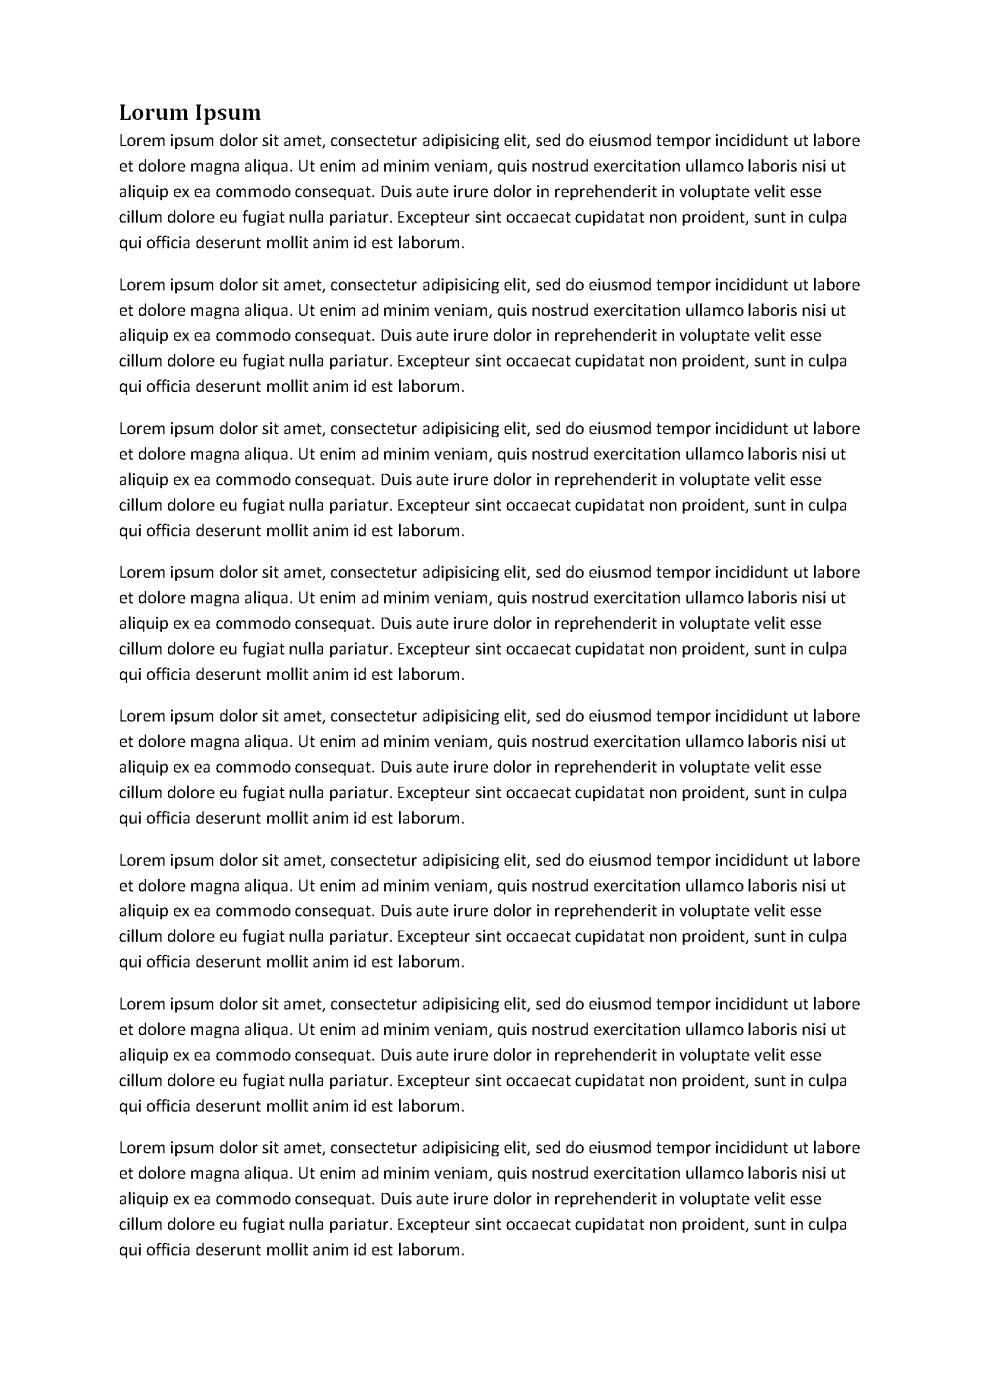 Lorum Ipsum
Lorem ipsum dolor sit amet, consectetur adipisicing elit, sed do eiusmod tempor incididunt ut labore
et dolore magna aliqua. Ut enim ad minim veniam, quis nostrud exercitation ullamco laboris nisi ut
aliquip ex ea commodo consequat. Duis aute irure dolor in reprehenderit in voluptate velit esse
cillum dolore eu fugiat nulla pariatur. Excepteur sint occaecat cupidatat non proident, sunt in culpa
qui officia deserunt mollit anim id est laborum.
Lorem ipsum dolor sit amet, consectetur adipisicing elit, sed do eiusmod tempor incididunt ut labore
et dolore magna aliqua. Ut enim ad minim veniam, quis nostrud exercitation ullamco laboris nisi ut
aliquip ex ea commodo consequat. Duis aute irure dolor in reprehenderit in voluptate velit esse
cillum dolore eu fugiat nulla pariatur. Excepteur sint occaecat cupidatat non proident, sunt in culpa
qui officia deserunt mollit anim id est laborum.
Lorem ipsum dolor sit amet, consectetur adipisicing elit, sed do eiusmod tempor incididunt ut labore
et dolore magna aliqua. Ut enim ad minim veniam, quis nostrud exercitation ullamco laboris nisi ut
aliquip ex ea commodo consequat. Duis aute irure dolor in reprehenderit in voluptate velit esse
cillum dolore eu fugiat nulla pariatur. Excepteur sint occaecat cupidatat non proident, sunt in culpa
qui officia deserunt mollit anim id est laborum.
Lorem ipsum dolor sit amet, consectetur adipisicing elit, sed do eiusmod tempor incididunt ut labore
et dolore magna aliqua. Ut enim ad minim veniam, quis nostrud exercitation ullamco laboris nisi ut
aliquip ex ea commodo consequat. Duis aute irure dolor in reprehenderit in voluptate velit esse
cillum dolore eu fugiat nulla pariatur. Excepteur sint occaecat cupidatat non proident, sunt in culpa
qui officia deserunt mollit anim id est laborum.
Lorem ipsum dolor sit amet, consectetur adipisicing elit, sed do eiusmod tempor incididunt ut labore
et dolore magna aliqua. Ut enim ad minim veniam, quis nostrud exercitation ullamco laboris nisi ut
aliquip ex ea commodo consequat. Duis aute irure dolor in reprehenderit in voluptate velit esse
cillum dolore eu fugiat nulla pariatur. Excepteur sint occaecat cupidatat non proident, sunt in culpa
qui officia deserunt mollit anim id est laborum.
Lorem ipsum dolor sit amet, consectetur adipisicing elit, sed do eiusmod tempor incididunt ut labore
et dolore magna aliqua. Ut enim ad minim veniam, quis nostrud exercitation ullamco laboris nisi ut
aliquip ex ea commodo consequat. Duis aute irure dolor in reprehenderit in voluptate velit esse
cillum dolore eu fugiat nulla pariatur. Excepteur sint occaecat cupidatat non proident, sunt in culpa
qui officia deserunt mollit anim id est laborum.
Lorem ipsum dolor sit amet, consectetur adipisicing elit, sed do eiusmod tempor incididunt ut labore
et dolore magna aliqua. Ut enim ad minim veniam, quis nostrud exercitation ullamco laboris nisi ut
aliquip ex ea commodo consequat. Duis aute irure dolor in reprehenderit in voluptate velit esse
cillum dolore eu fugiat nulla pariatur. Excepteur sint occaecat cupidatat non proident, sunt in culpa
qui officia deserunt mollit anim id est laborum.
Lorem ipsum dolor sit amet, consectetur adipisicing elit, sed do eiusmod tempor incididunt ut labore
et dolore magna aliqua. Ut enim ad minim veniam, quis nostrud exercitation ullamco laboris nisi ut
aliquip ex ea commodo consequat. Duis aute irure dolor in reprehenderit in voluptate velit esse
cillum dolore eu fugiat nulla pariatur. Excepteur sint occaecat cupidatat non proident, sunt in culpa
qui officia deserunt mollit anim id est laborum.